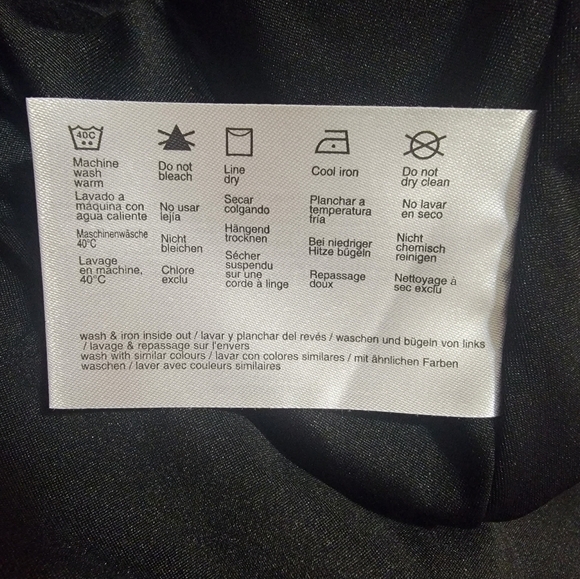 40C
Machine
wash
warm
Lavado a
máquina con
agua caliente
Maschinenwäsche
40°C
Lavage
en machine,
40°C
Do not
bleach
No usar
lejia
Nicht
bleichen
Chlore
exclu
Line
dry
Secar
colgando
Hängend
trocknen
Sécher
suspendu
sur une
corde à linge
Cool iron
Planchar a
temperatura
fría
Bei niedriger
Hitze bügeln
Repassage
doux
Do not
dry clean
No lavar
en seco
Nicht
chemisch
reinigen
Nettoyage à
sec exclu
wash & iron inside out / lavar y planchar del revés / waschen und bügeln von links
/ lavage & repassage sur l'envers
wash with similar colours / lavar con colores similares / mit ähnlichen Farben
waschen / laver avec couleurs similaires